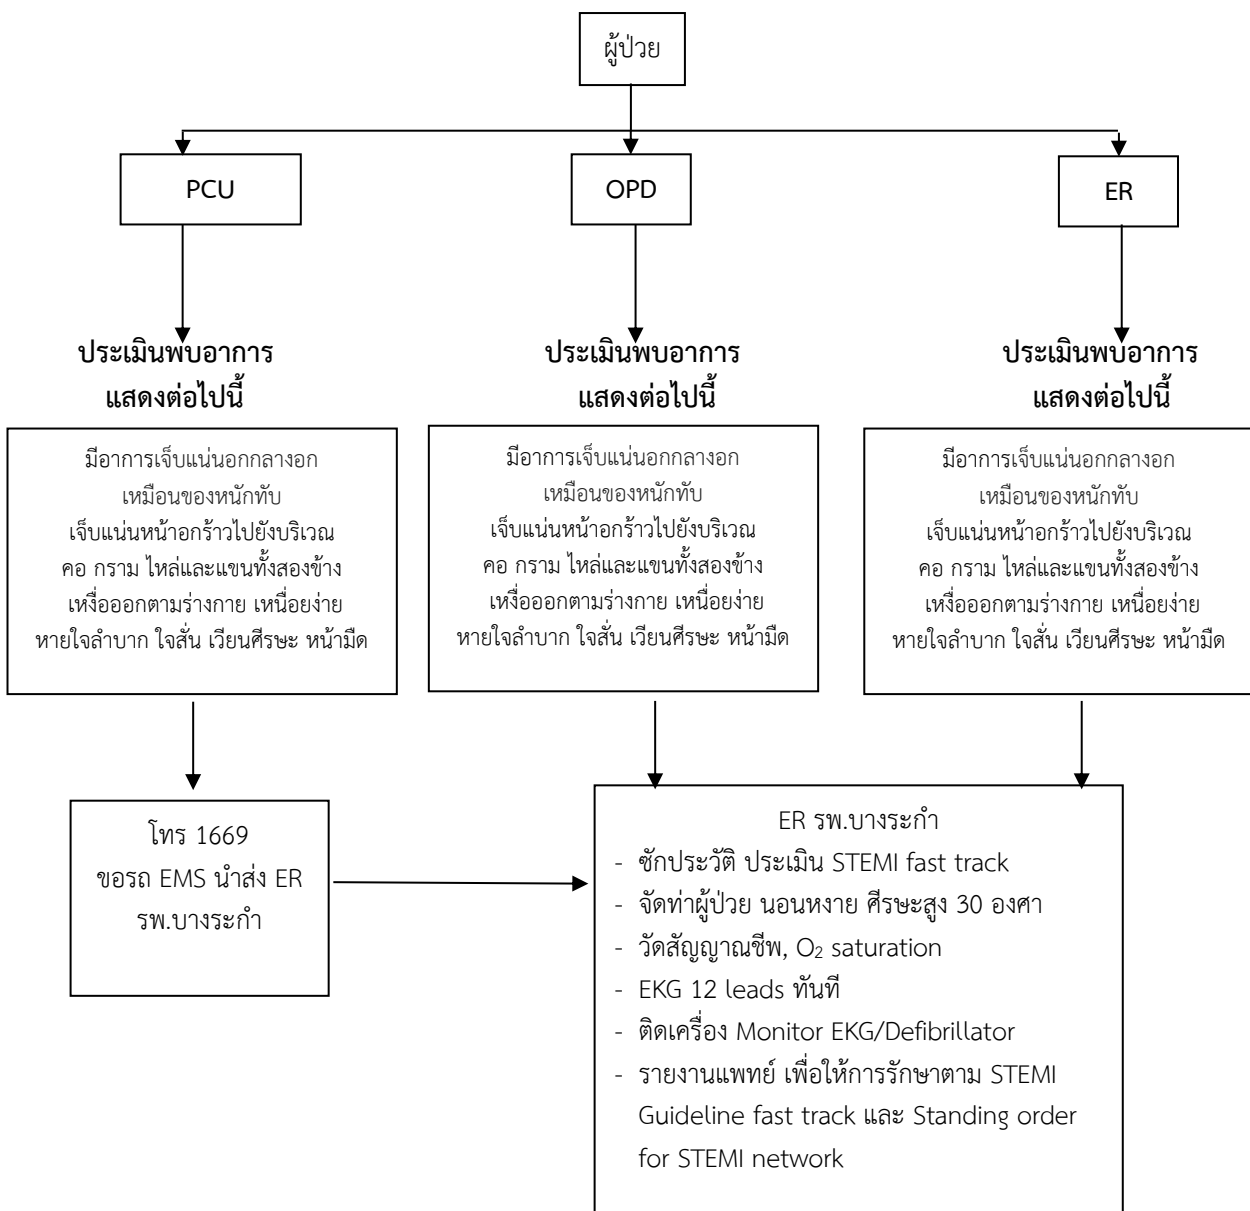 ผู้ป่วย
PCU
OPD
ER
ประเมินพบอาการ
แสดงต่อไปนี้
ประเมินพบอาการ
แสดงต่อไปนี้
ประเมินพบอาการ
แสดงต่อไปนี้
มีอาการเจ็บแน่นอกกลางอก
เหมือนของหนักทับ
เจ็บแน่นหน้าอกร้าวไปยังบริเวณ
คอ กราม ไหล่และแขนทั้งสองข้าง
เหงื่อออกตามร่างกาย เหนื่อยง่าย
หายใจลำบาก ใจสั่น เวียนศีรษะ หน้ามืด
มีอาการเจ็บแน่นอกกลางอก
เหมือนของหนักทับ
เจ็บแน่นหน้าอกร้าวไปยังบริเวณ
คอ กราม ไหล่และแขนทั้งสองข้าง
เหงื่อออกตามร่างกาย เหนื่อยง่าย
หายใจลำบาก ใจสั่น เวียนศีรษะ หน้ามืด
มีอาการเจ็บแน่นอกกลางอก
เหมือนของหนักทับ
เจ็บแน่นหน้าอกร้าวไปยังบริเวณ
คอ กราม ไหล่และแขนทั้งสองข้าง
เหงื่อออกตามร่างกาย เหนื่อยง่าย
หายใจลำบาก ใจสั่น เวียนศีรษะ หน้ามืด
โทร 1669
ขอรถ EMS นำส่ง ER
รพ.บางระกำ
ER รพ.บางระกำ
- ซักประวัติ ประเมิน STEMI fast track
- จัดท่าผู้ป่วย นอนหงาย ศีรษะสูง 30 องศา
- วัดสัญญาณชีพ, O₂ saturation
- EKG 12 leads ทันที
- ติดเครื่อง Monitor EKG/Defibrillator
- รายงานแพทย์ เพื่อให้การรักษาตาม STEMI
Guideline fast track และ Standing order
for STEMI network